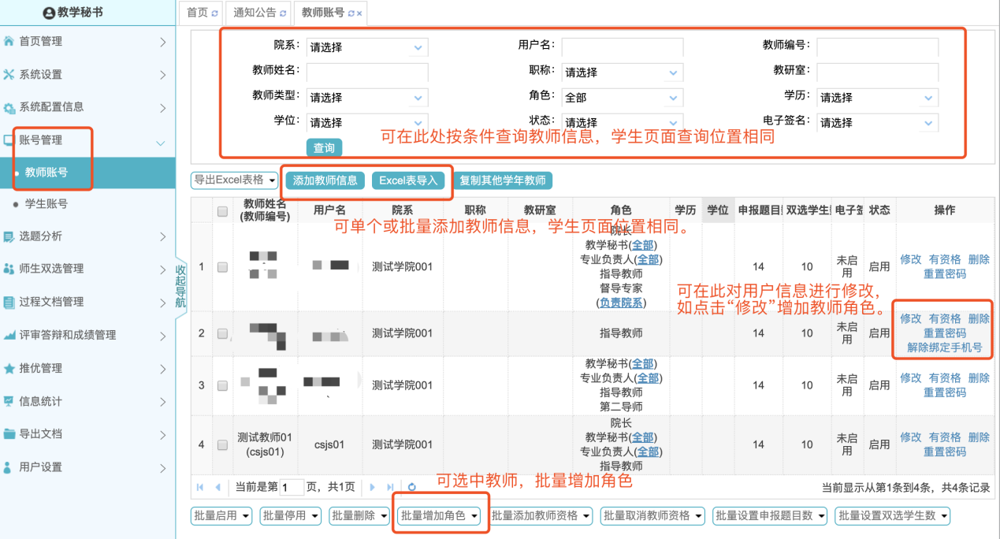 教学秘书
首页 通知公告 教师账号
首页管理
系统设置
系统配置信息
账号管理
教师账号
学生账号
选题分析
师生双选管理
过程文档管理
评审答辩和成绩管理
推优管理
信息统计
导出文档
用户设置
收起导航
院系: 请选择 用户名: 教师编号:
教师姓名: 职称: 请选择 教研室:
教师类型: 请选择 角色: 全部 学历: 请选择
学位: 请选择 状态: 请选择 电子签名: 请选择
可在此处按条件查询教师信息，学生页面查询位置相同
查询
导出Excel表格 添加教师信息 Excel表导入 复制其他学年教师
教师姓名
(教师编号) 用户名 院系 职称 教研室 角色 学历 学位 申报题目 双选学生 电子签 状态 操作
可单个或批量添加教师信息，学生页面位置相同。
1 测试学院001
院长
教学秘书(全部)
专业负责人(全部)
指导教师
督导专家
(负责院系)
14 10 未启用 启用
修改 有资格 删除
重置密码
可在此对用户信息进行修改，
如点击“修改”增加教师角色。
2 测试学院001 指导教师 14 10 未启用 启用
修改 有资格 删除
重置密码
解除绑定手机号
3 测试学院001
教学秘书(全部)
专业负责人(全部)
指导教师
第二导师
14 10 未启用 启用
修改 有资格 删除
重置密码
4 测试教师01
(csjs01) csjs01 测试学院001
院长
教学秘书(全部)
专业负责人(全部)
指导教师
14 10 未启用 启用
修改 有资格 删除
重置密码
当前是第 1 页，共1页
可选中教师，批量增加角色
当前显示从第1条到4条，共4条记录
批量启用 批量停用 批量删除 批量增加角色 批量添加教师资格 批量取消教师资格 批量设置申报题目数 批量设置双选学生数